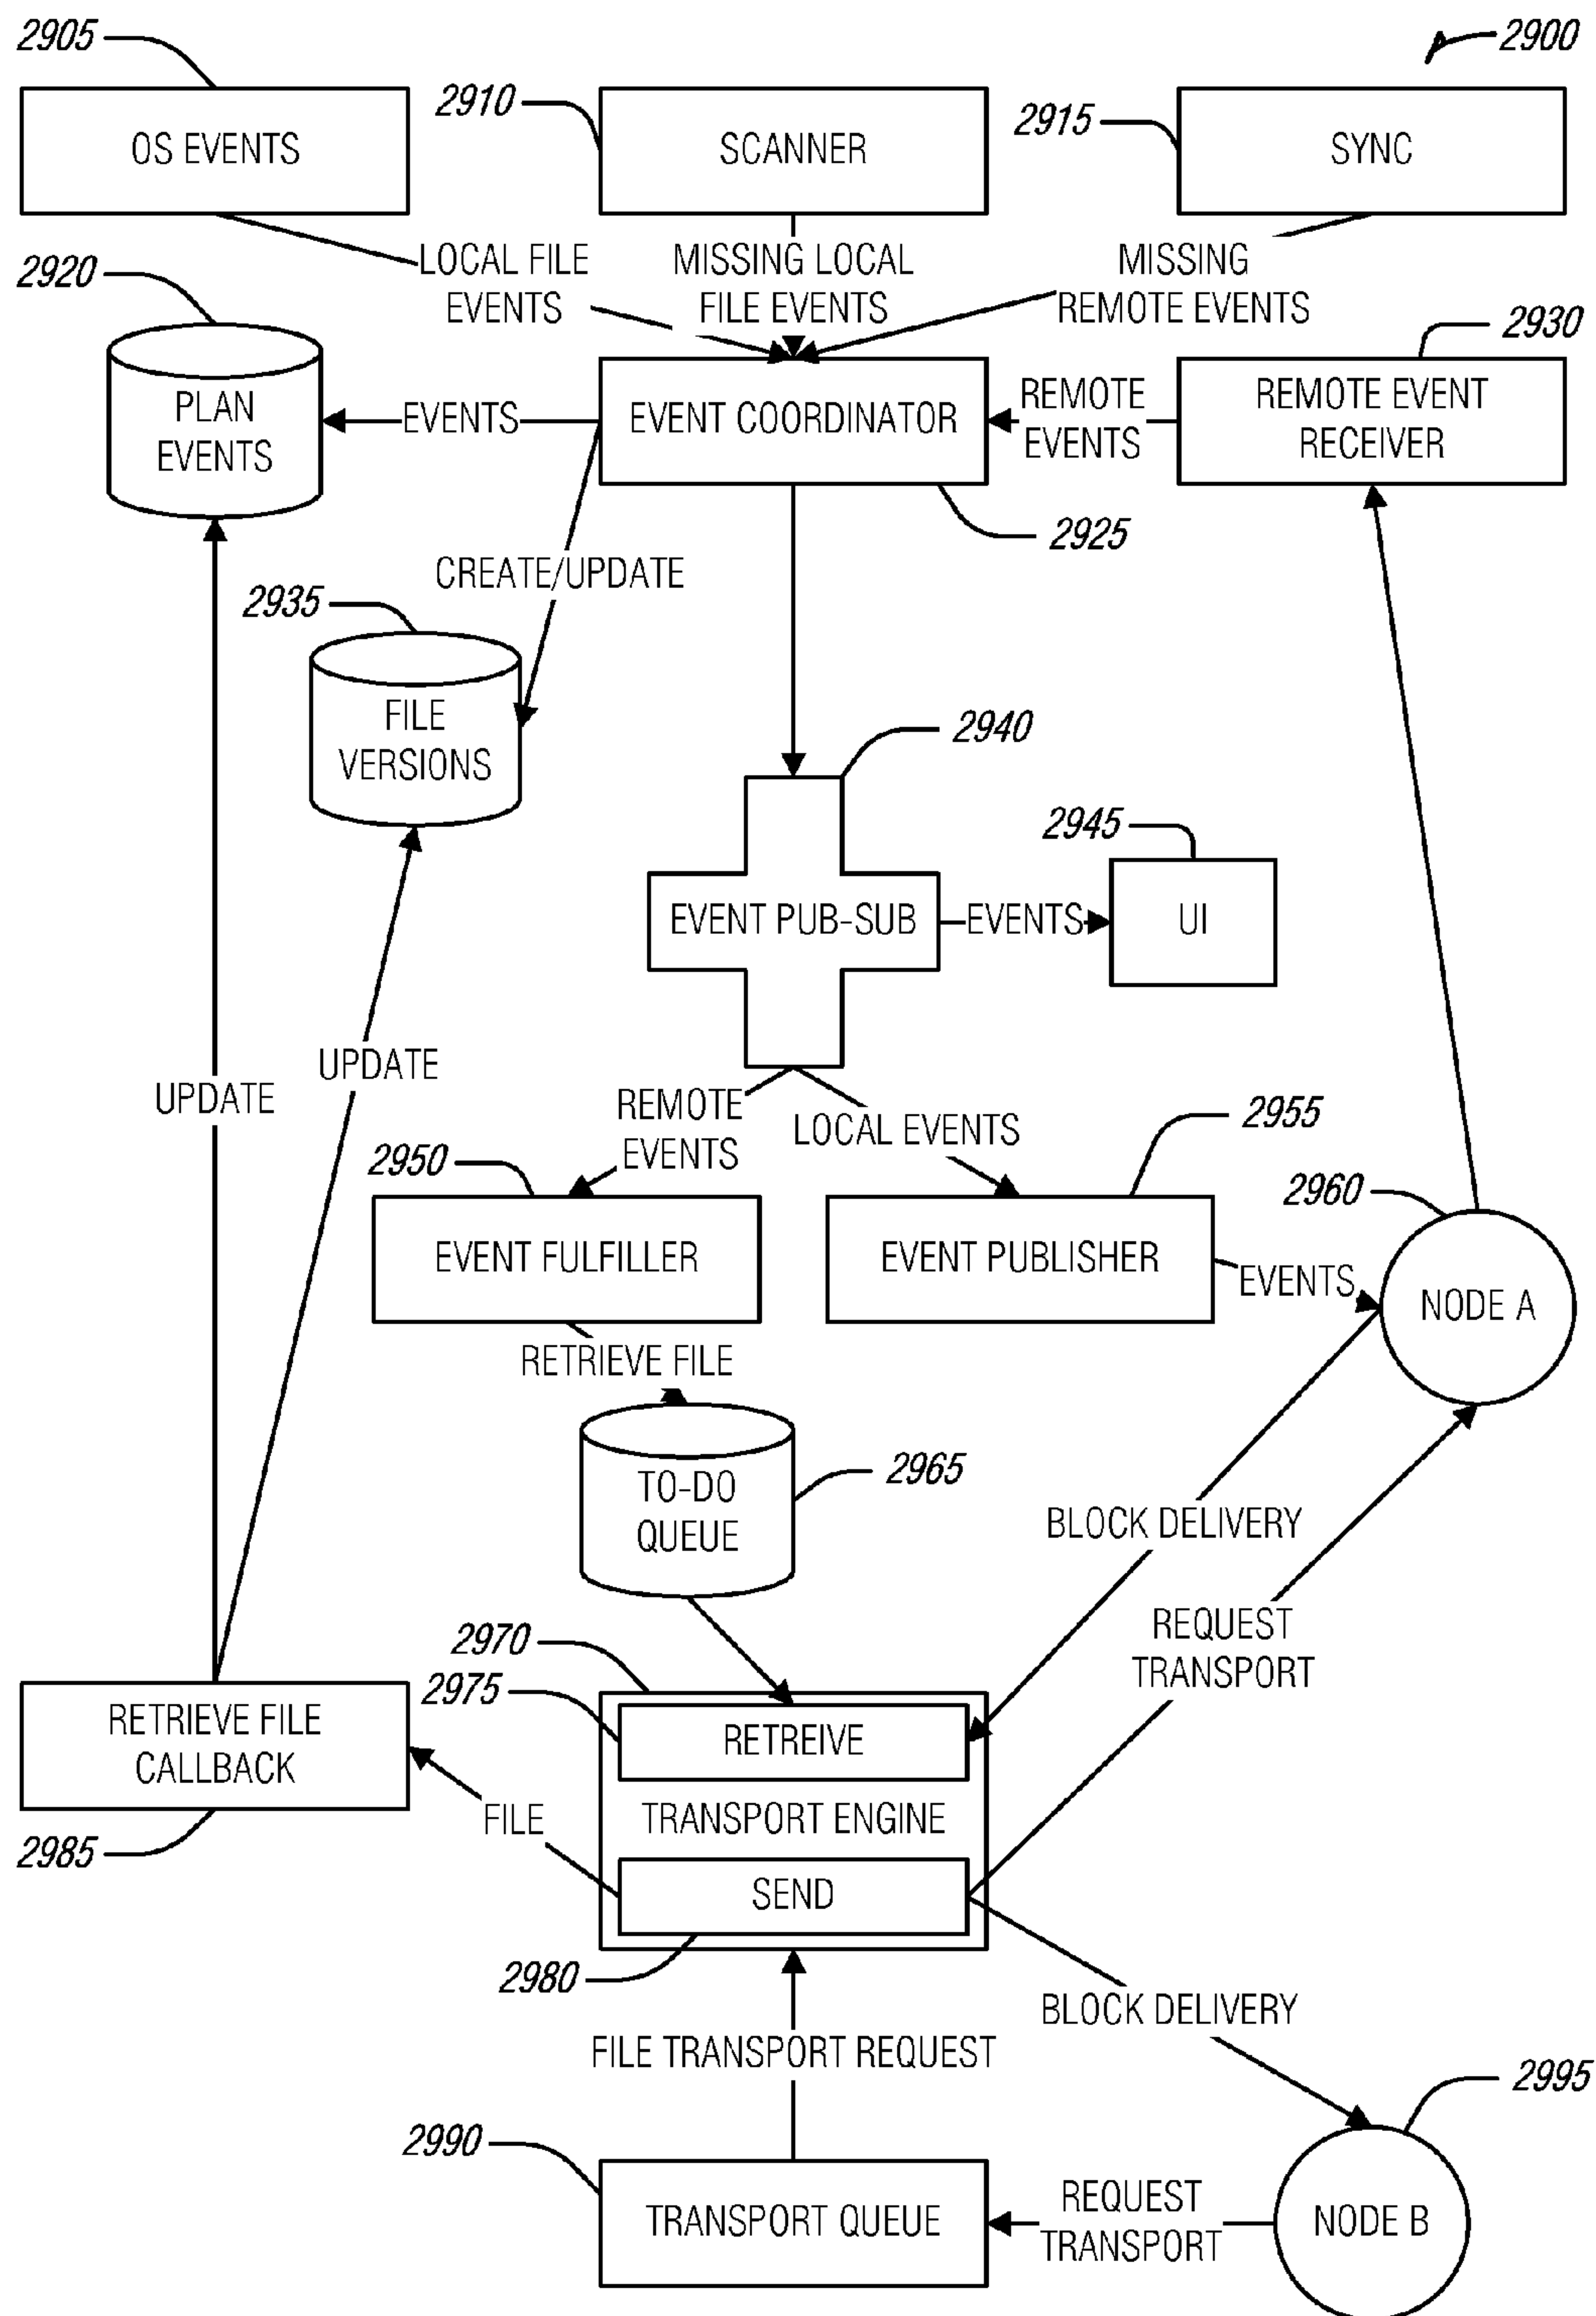 2905
2900
2910
2915
OS EVENTS
SCANNER
SYNC
LOCAL FILE
EVENTS
MISSING LOCAL
FILE EVENTS
MISSING
REMOTE EVENTS
2920
2930
PLAN
EVENTS
EVENTS
EVENT COORDINATOR
REMOTE
EVENTS
REMOTE EVENT
RECEIVER
2925
CREATE/UPDATE
2935
FILE
VERSIONS
2940
2945
EVENT PUB-SUB
EVENTS
UI
UPDATE
UPDATE
REMOTE
EVENTS
LOCAL EVENTS
2950
2955
2960
EVENT FULFILLER
EVENT PUBLISHER
EVENTS
NODE A
RETRIEVE FILE
TO-DO
QUEUE
2965
BLOCK DELIVERY
REQUEST
TRANSPORT
2970
2975
RETRIEVE FILE
CALLBACK
RETREIVE
TRANSPORT ENGINE
FILE
SEND
2985
2980
BLOCK DELIVERY
FILE TRANSPORT REQUEST
2995
2990
TRANSPORT QUEUE
REQUEST
TRANSPORT
NODE B